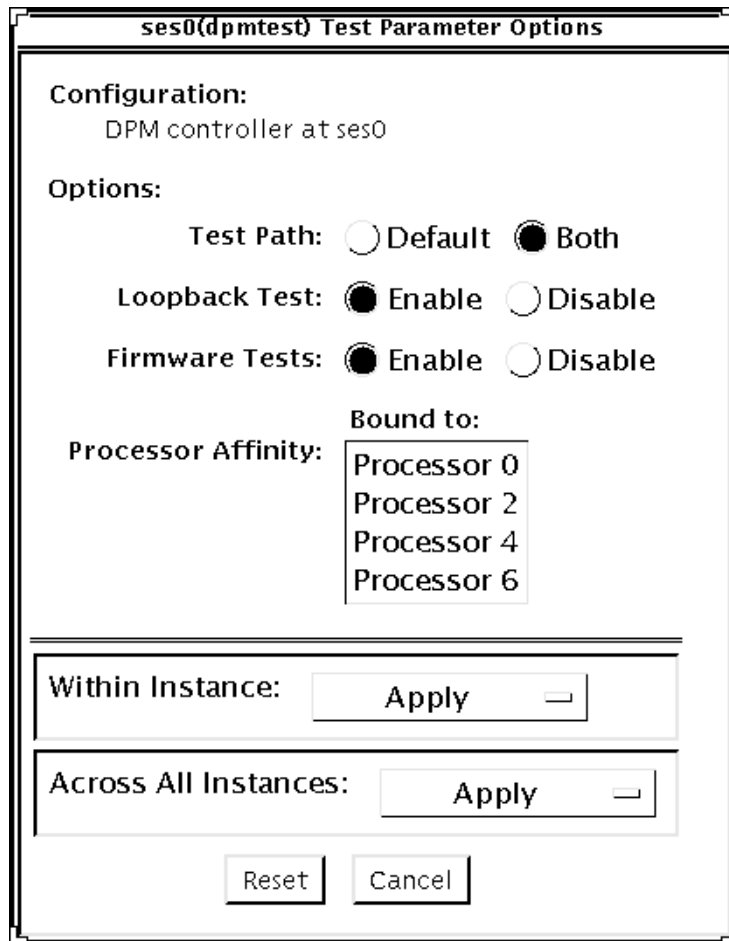 ses0(dpmtest) Test Parameter Options
Configuration:
DPM controller at ses0
Options:
Test Path: Default Both
Loopback Test: Enable Disable
Firmware Tests: Enable Disable
Bound to:
Processor Affinity:
Processor 0
Processor 2
Processor 4
Processor 6
Within Instance: Apply
Across All Instances: Apply
Reset Cancel